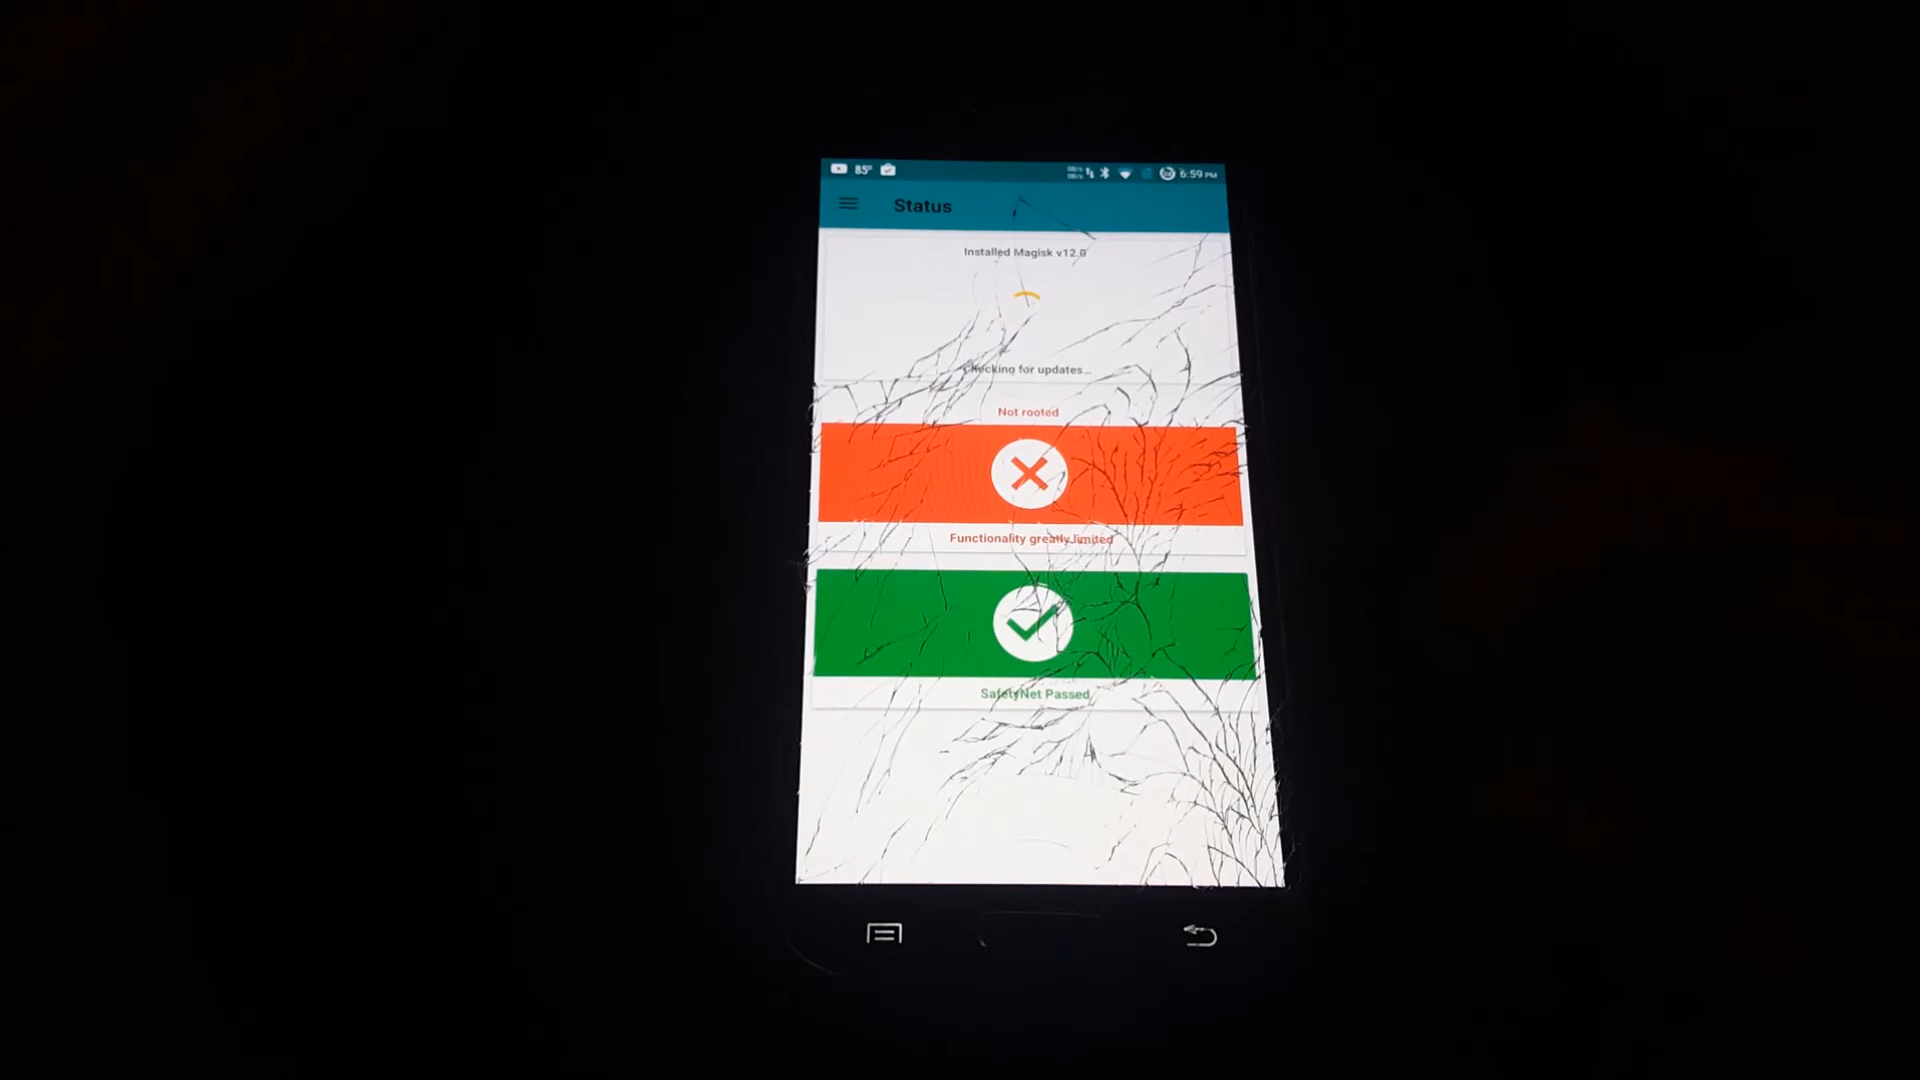 85° 6:59 PM
Status
Installed Magisk v12.0
Checking for updates...
Not rooted
Functionality greatly limited
SafetyNet Passed